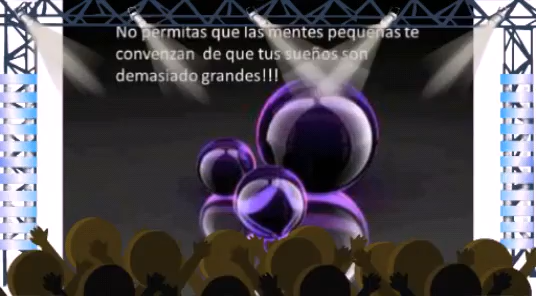 No permitas que las mentes pequeñas te
convenzan de que tus sueños son
demasiado grandes!!!